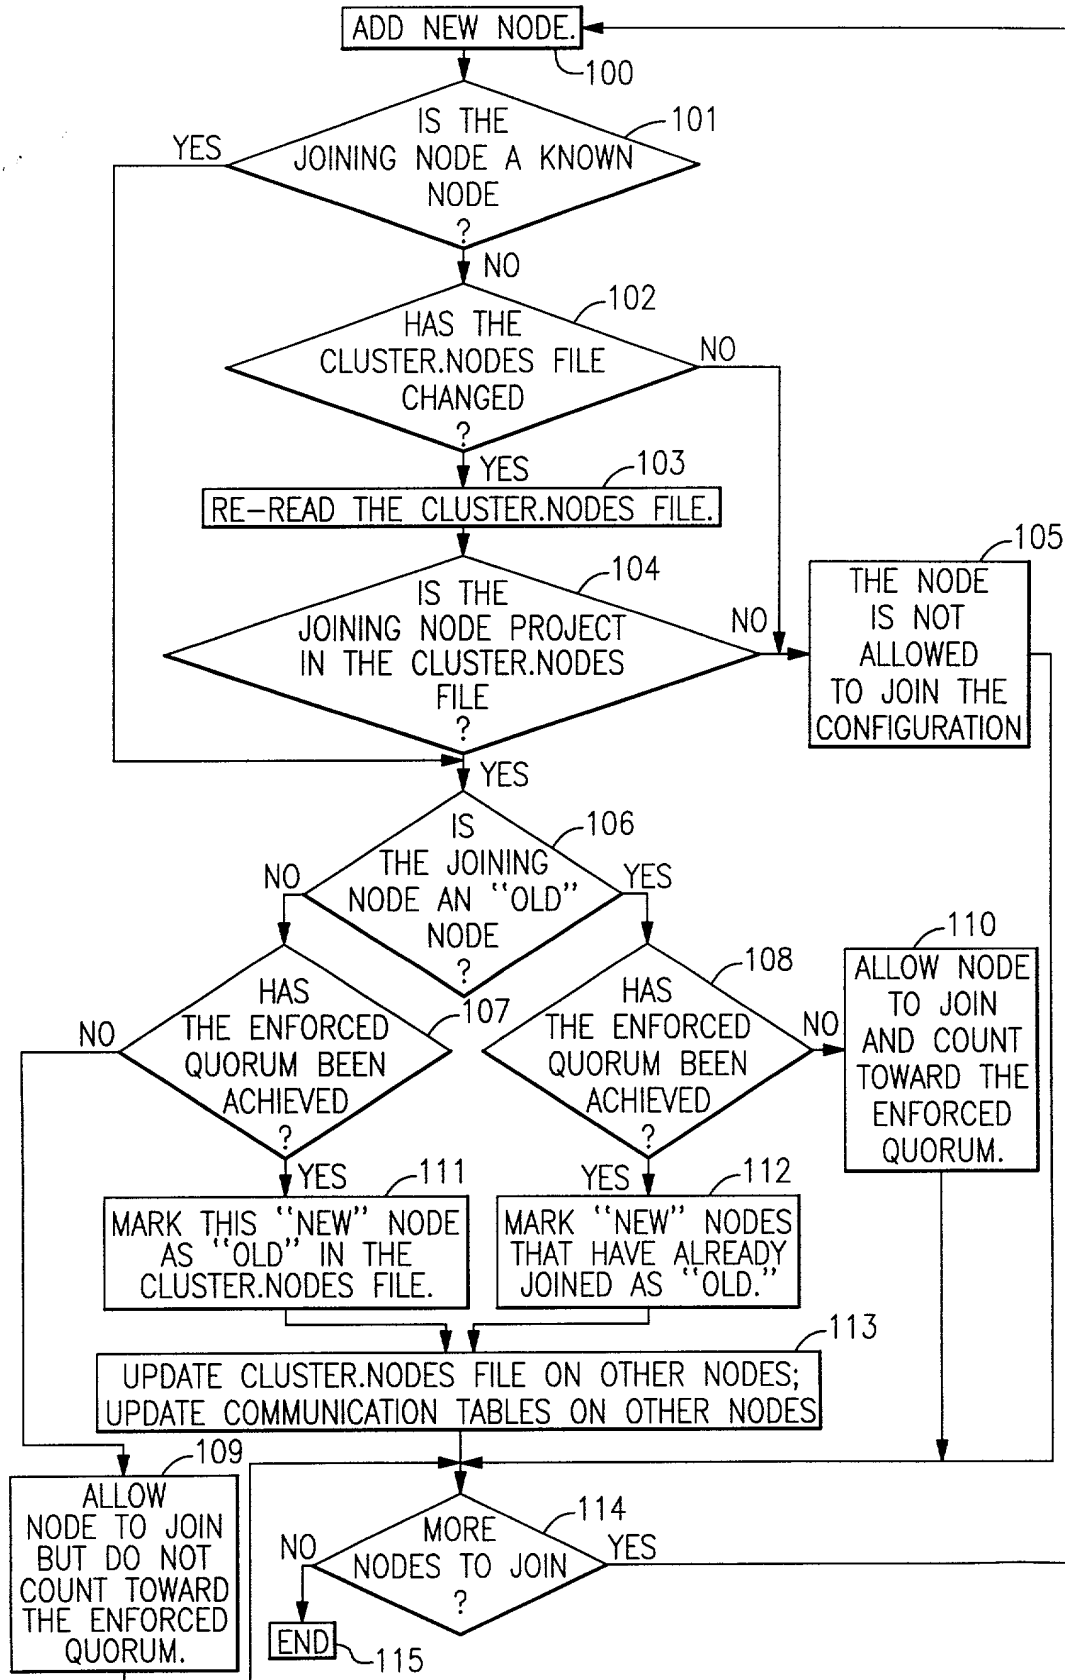 ADD NEW NODE.
100
IS THE
JOINING NODE A KNOWN
NODE
?
101
YES
NO
102
HAS THE
CLUSTER.NODES FILE
CHANGED
?
NO
YES
103
RE-READ THE CLUSTER.NODES FILE.
104
IS THE
JOINING NODE PROJECT
IN THE CLUSTER.NODES
FILE
?
NO
105
THE NODE
IS NOT
ALLOWED
TO JOIN THE
CONFIGURATION
YES
106
IS
THE JOINING
NODE AN "OLD"
NODE
?
NO
YES
107
HAS
THE ENFORCED
QUORUM BEEN
ACHIEVED
?
NO
YES
108
HAS
THE ENFORCED
QUORUM BEEN
ACHIEVED
?
NO
YES
110
ALLOW NODE
TO JOIN
AND COUNT
TOWARD THE
ENFORCED
QUORUM.
111
MARK THIS "NEW" NODE
AS "OLD" IN THE
CLUSTER.NODES FILE.
112
MARK "NEW" NODES
THAT HAVE ALREADY
JOINED AS "OLD."
113
UPDATE CLUSTER.NODES FILE ON OTHER NODES;
UPDATE COMMUNICATION TABLES ON OTHER NODES
109
ALLOW
NODE TO JOIN
BUT DO NOT
COUNT TOWARD
THE ENFORCED
QUORUM.
114
MORE
NODES TO JOIN
?
NO
YES
END
115